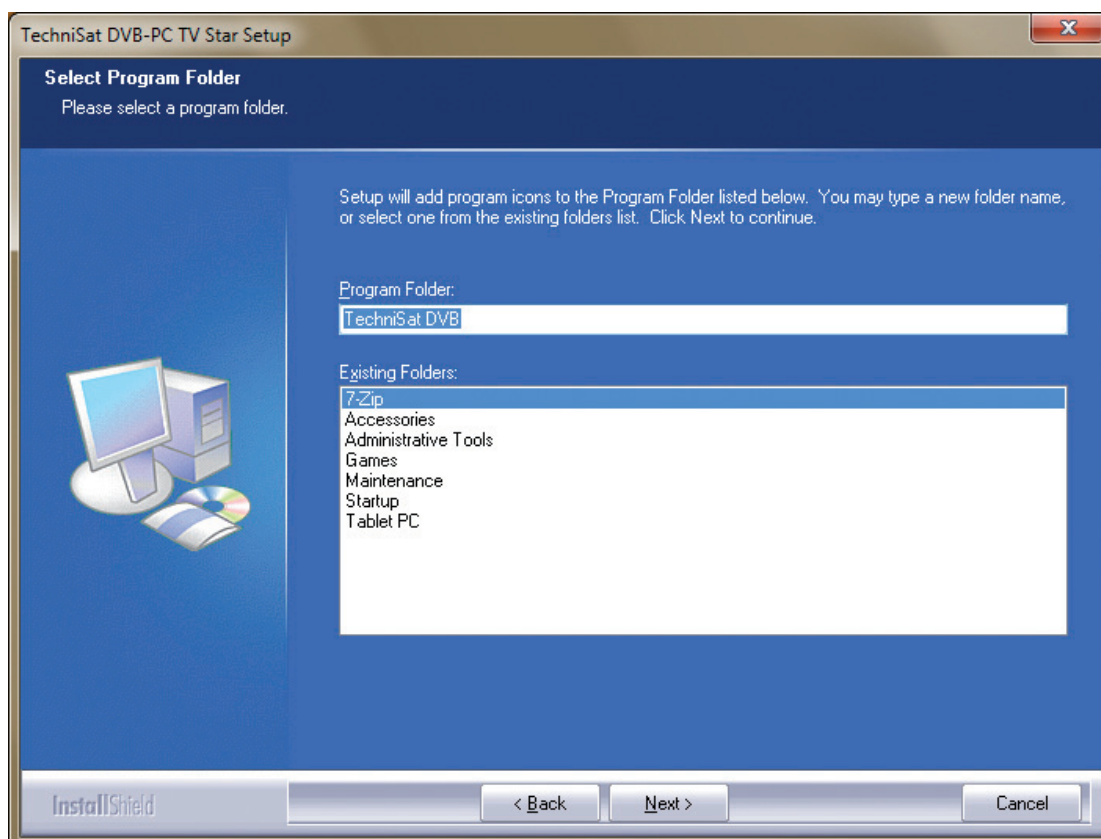 TechniSat DVB-PC TV Star Setup
x
Select Program Folder
Please select a program folder.
Setup will add program icons to the Program Folder listed below.  You may type a new folder name,
or select one from the existing folders list.  Click Next to continue.
Program Folder:
TechniSat DVB
Existing Folders:
7-Zip
Accessories
Administrative Tools
Games
Maintenance
Startup
Tablet PC
InstallShield
< Back
Next >
Cancel